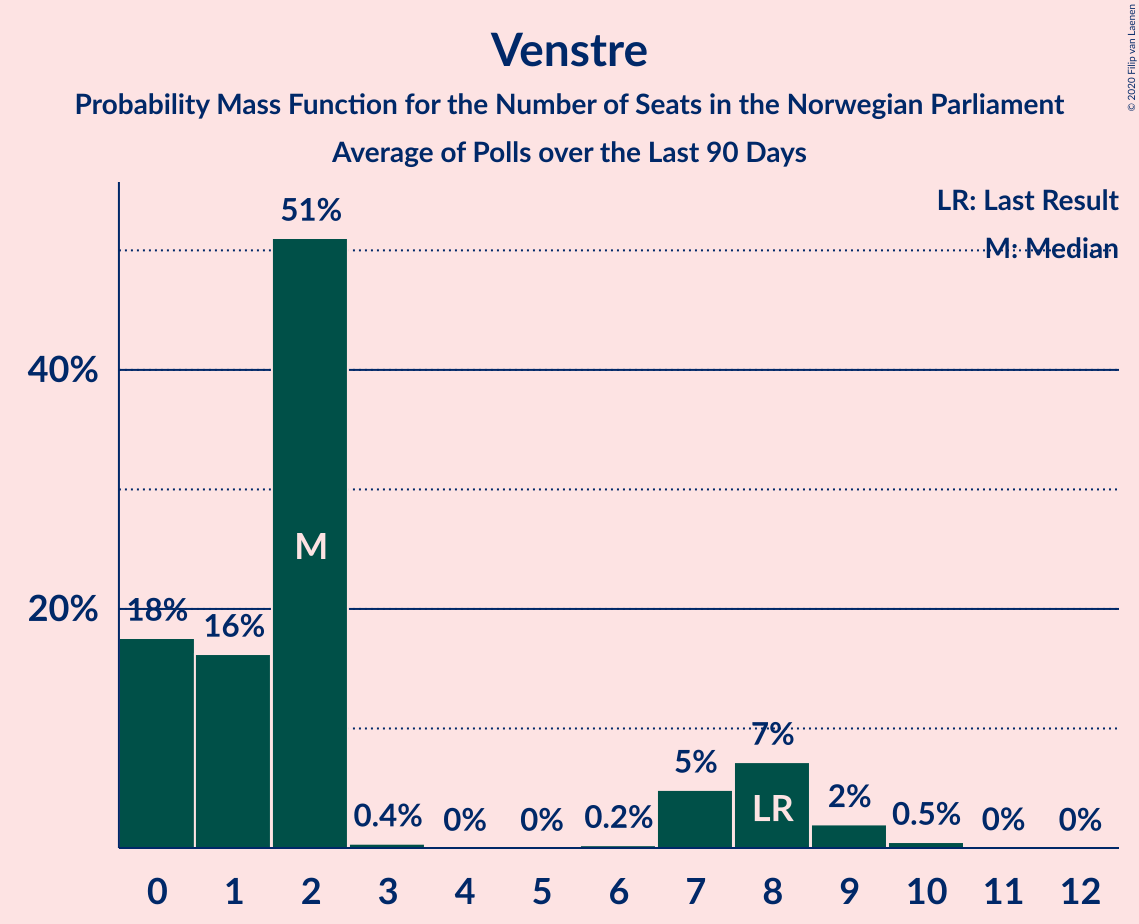 Venstre
Probability Mass Function for the Number of Seats in the Norwegian Parliament
Average of Polls over the Last 90 Days
© 2020 Filip van Laenen
LR: Last Result
M: Median
51%
40%
M
20%
18%
16%
7%
5%
LR
2%
0.4%
0%
0%
0.2%
0.5%
0%
0%
0 1 2 3 4 5 6 7 8 9 10 11 12